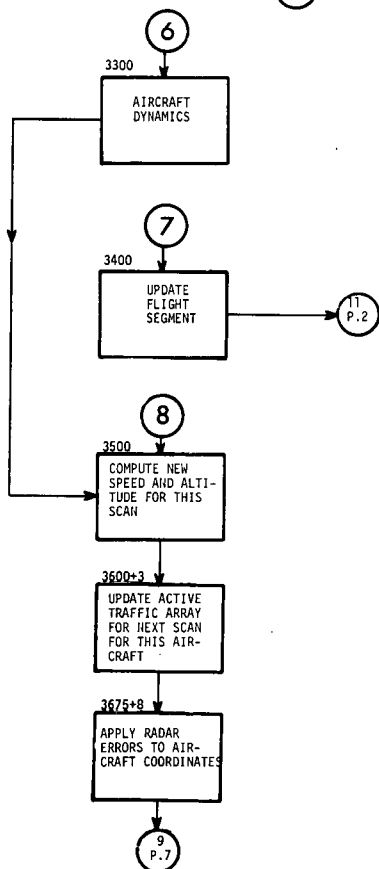 6
3300
AIRCRAFT
DYNAMICS
7
3400
UPDATE
FLIGHT
SEGMENT
11
P.2
8
3500
COMPUTE NEW
SPEED AND ALTI-
TUDE FOR THIS
SCAN
3600+3
UPDATE ACTIVE
TRAFFIC ARRAY
FOR NEXT SCAN
FOR THIS AIR-
CRAFT
3675+8
APPLY RADAR
ERRORS TO AIR-
CRAFT COORDINATES
9
P.7